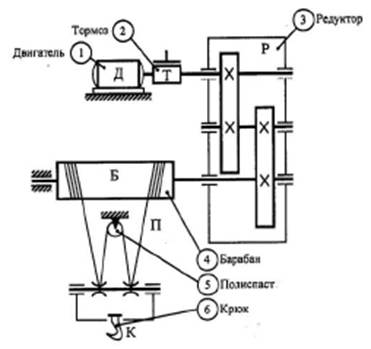 Тормоз 2
3 Редуктор
Двигатель 1
Р
Д
Т
Б
П
4 Барабан
5 Полиспаст
6 Крюк
К